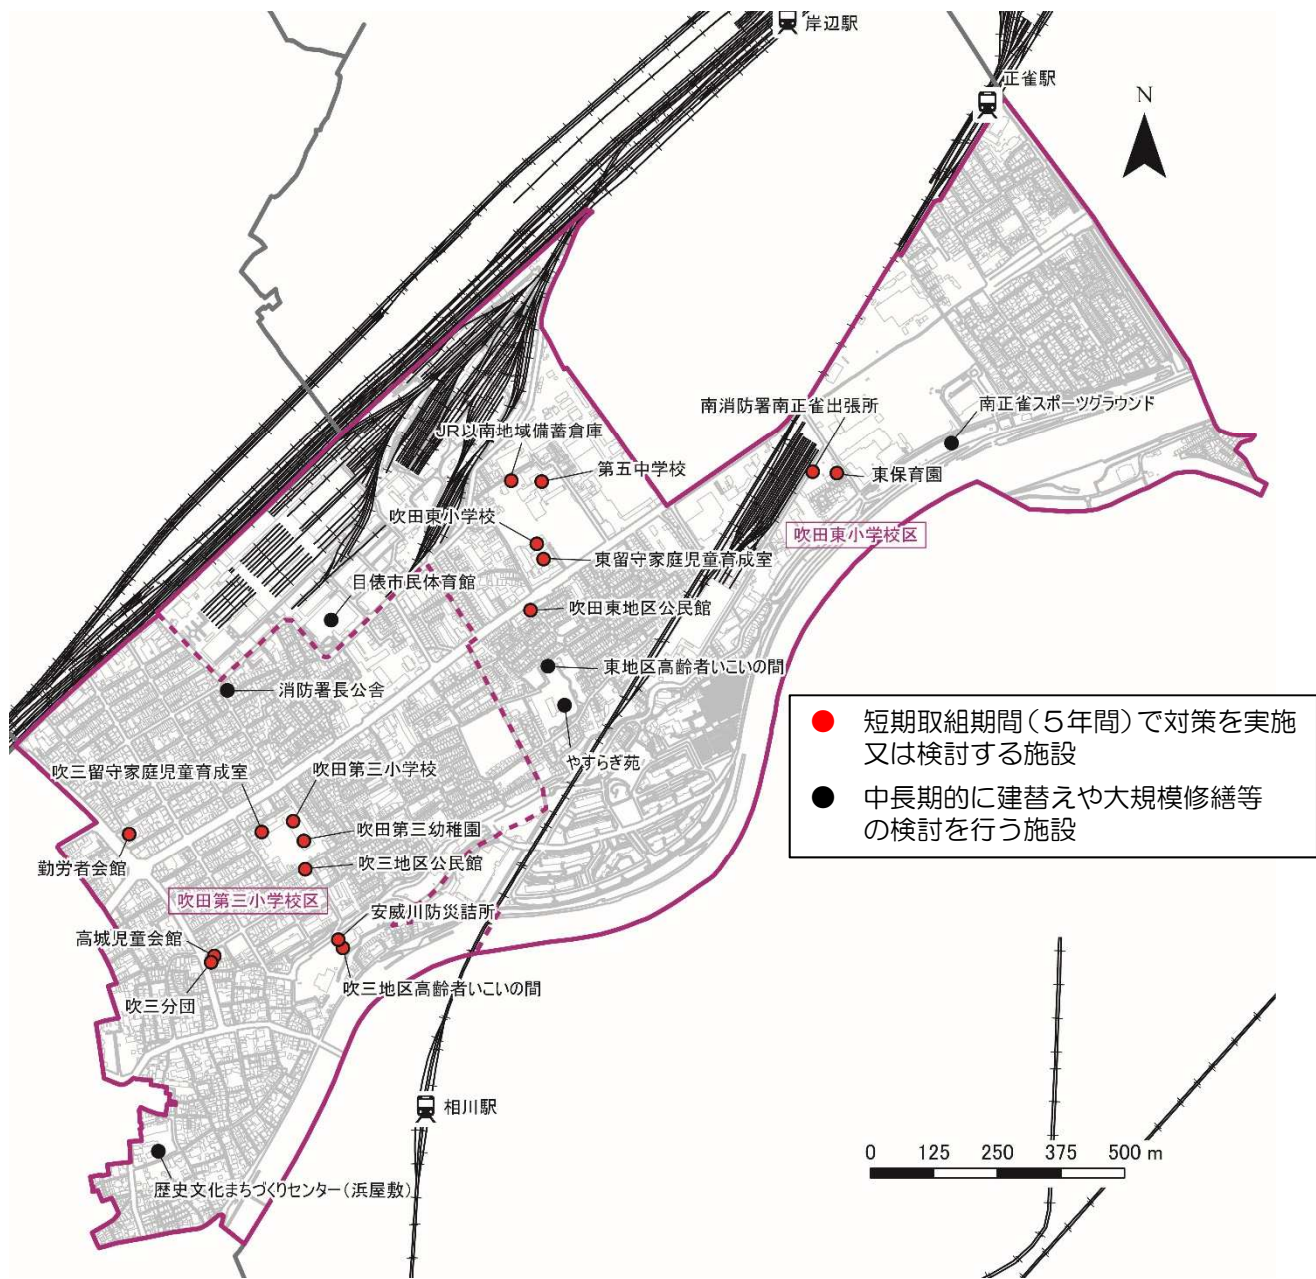 岸辺駅
正雀駅
N
南消防署南正雀出張所
南正雀スポーツグラウンド
JR以南地域備蓄倉庫
第五中学校
東保育園
吹田東小学校
吹田東小学校区
東留守家庭児童育成室
目俵市民体育館
吹田東地区公民館
東地区高齢者いこいの間
消防署長公舎
やすらぎ苑
短期取組期間(5年間)で対策を実施
又は検討する施設
中長期的に建替えや大規模修繕等
の検討を行う施設
吹三留守家庭児童育成室
吹田第三小学校
吹田第三幼稚園
勤労者会館
吹三地区公民館
吹田第三小学校区
安威川防災詰所
高城児童会館
吹三地区高齢者いこいの間
吹三分団
相川駅
0 125 250 375 500 m
歴史文化まちづくりセンター(浜屋敷)